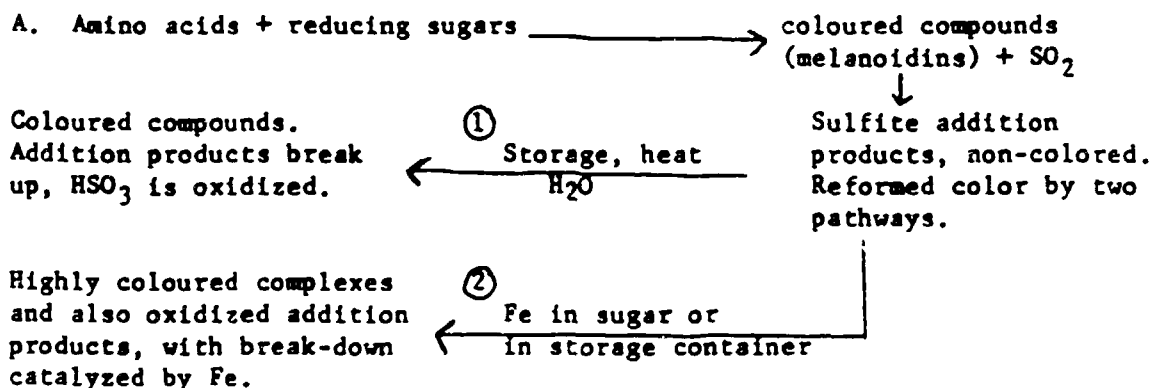 A. Amino acids + reducing sugars
coloured compounds
(melanoidins) + SO2
Sulfite addition
products, non-colored.
Reformed color by two
pathways.
①
Storage, heat
H2O
Coloured compounds.
Addition products break
up, HSO3 is oxidized.
②
Fe in sugar or
in storage container
Highly coloured complexes
and also oxidized addition
products, with break-down
catalyzed by Fe.